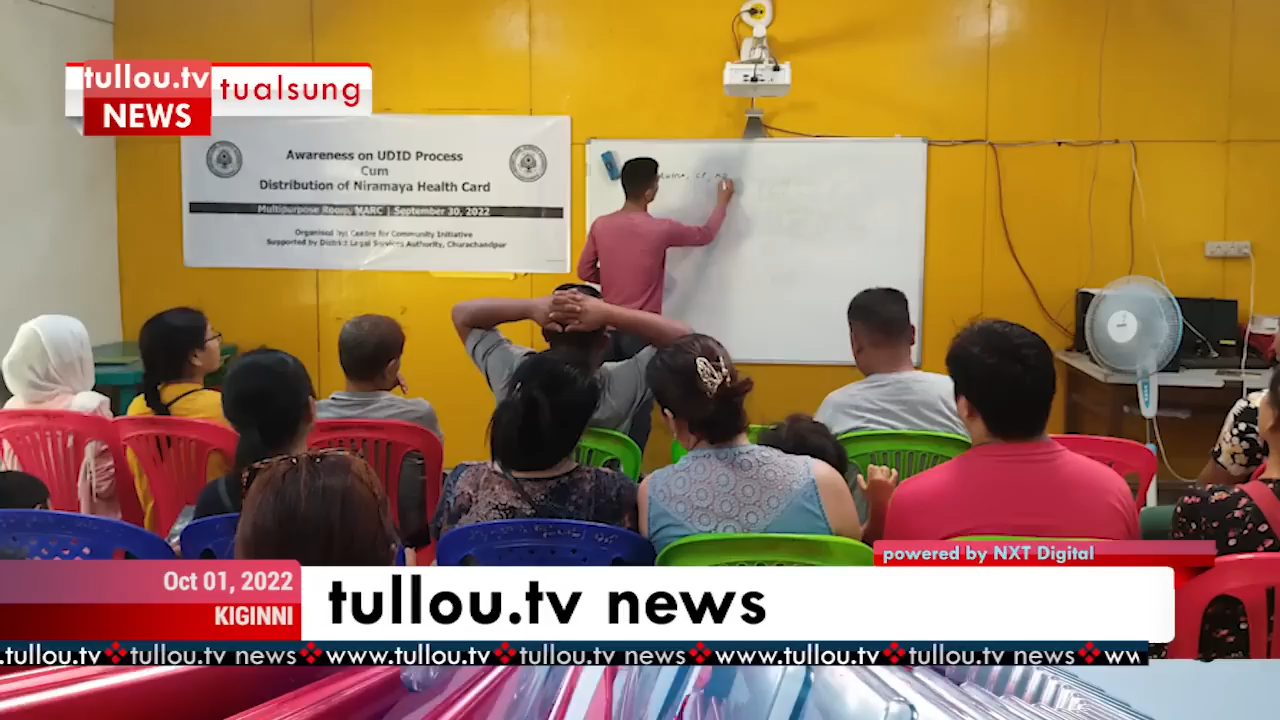 tullou.tv
NEWS
tualsung
Awareness on UDID Process
Cum
Distribution of Niramaya Health Card
Multipurpose Room, MARC | September 30, 2022
Organised by: Centre for Community Initiative
Supported by District Legal Services Authority, Churachandpur
powered by NXT Digital
Oct 01, 2022
KIGINNI
tullou.tv news
.tullou.tv❖tullou.tv news❖www.tullou.tv❖tullou.tv news❖www.tullou.tv❖tullou.tv news❖ww